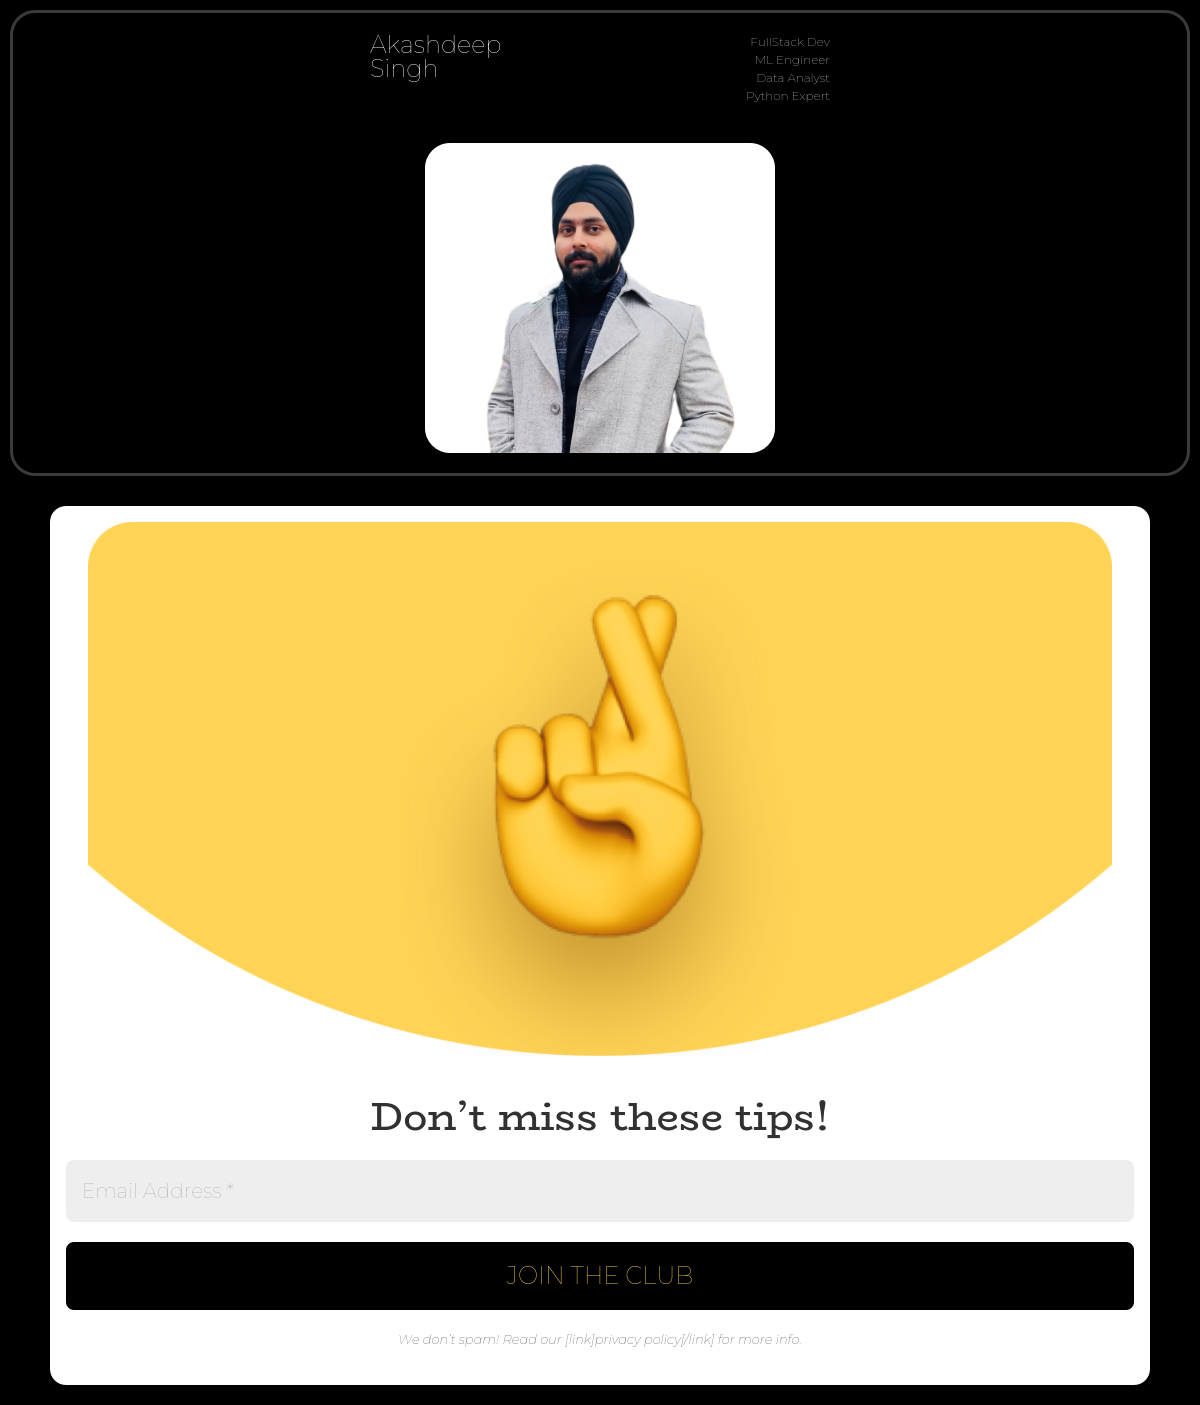 Akashdeep
Singh
FullStack Dev
ML Engineer
Data Analyst
Python Expert
Don’t miss these tips!
Email Address *
JOIN THE CLUB
We don’t spam! Read our [link]privacy policy[/link] for more info.